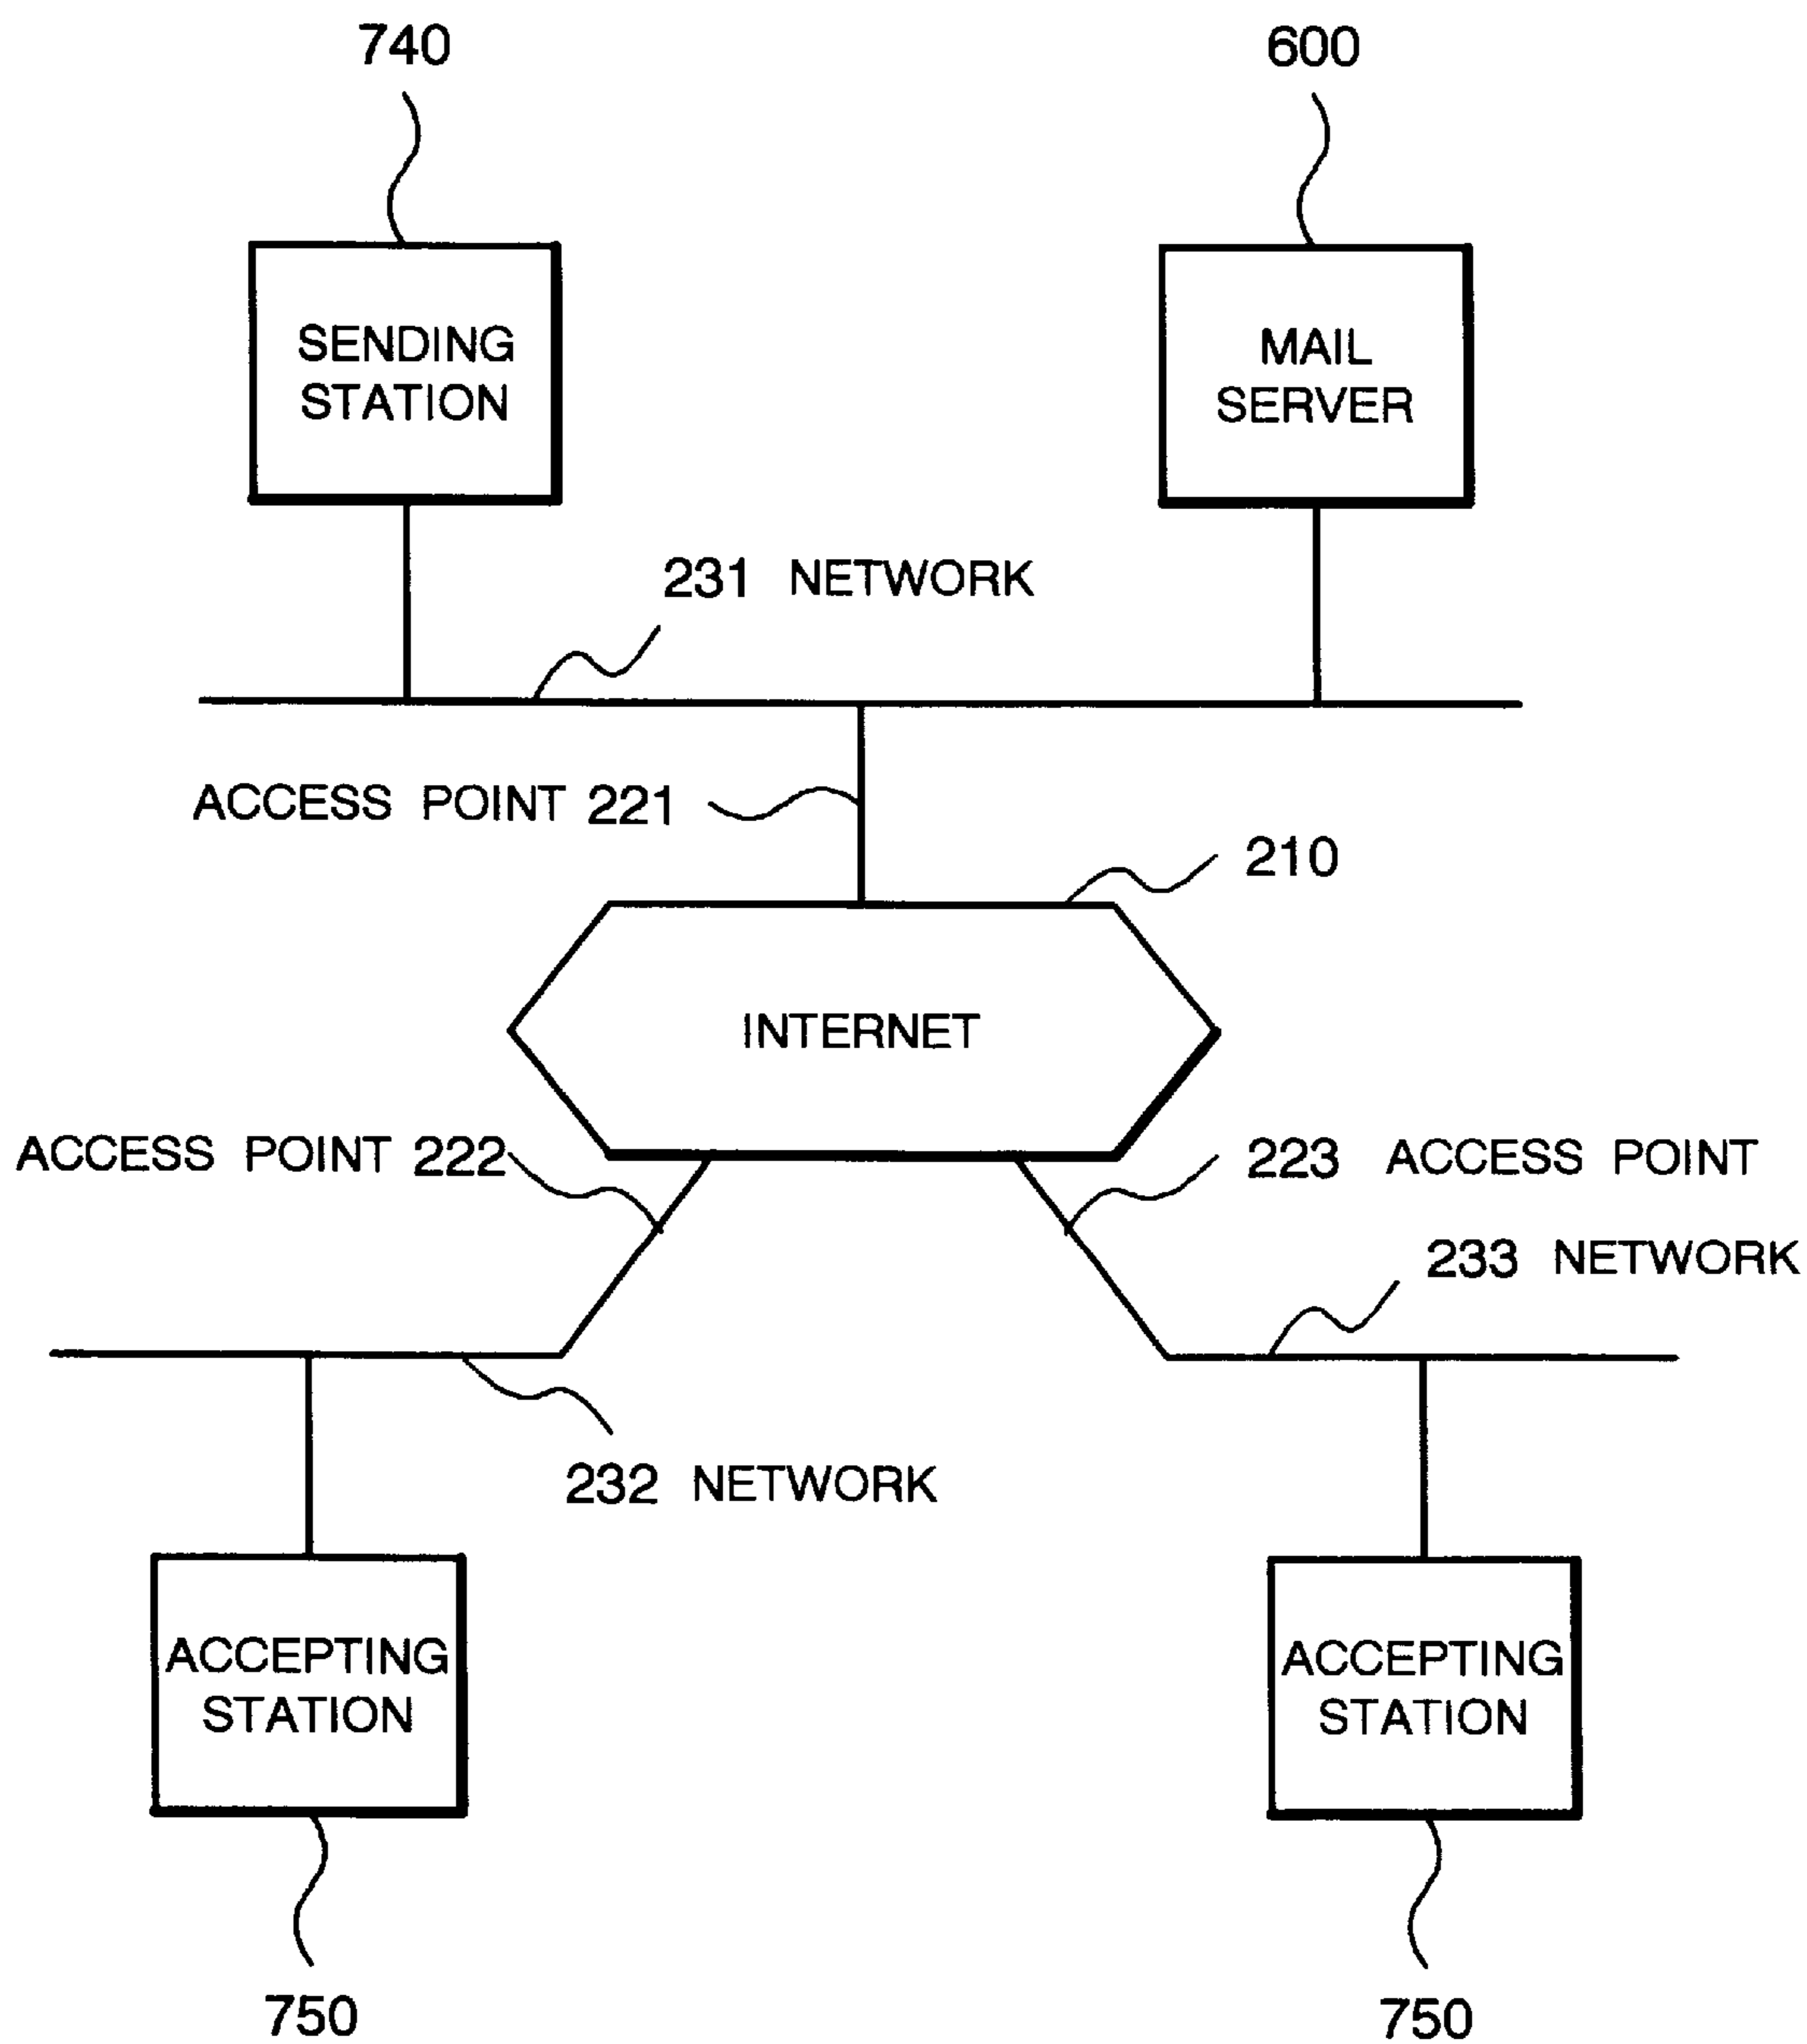 740
600
SENDING
STATION
MAIL
SERVER
231 NETWORK
ACCESS POINT 221
210
INTERNET
ACCESS POINT 222
223 ACCESS POINT
233 NETWORK
232 NETWORK
ACCEPTING
STATION
ACCEPTING
STATION
750
750